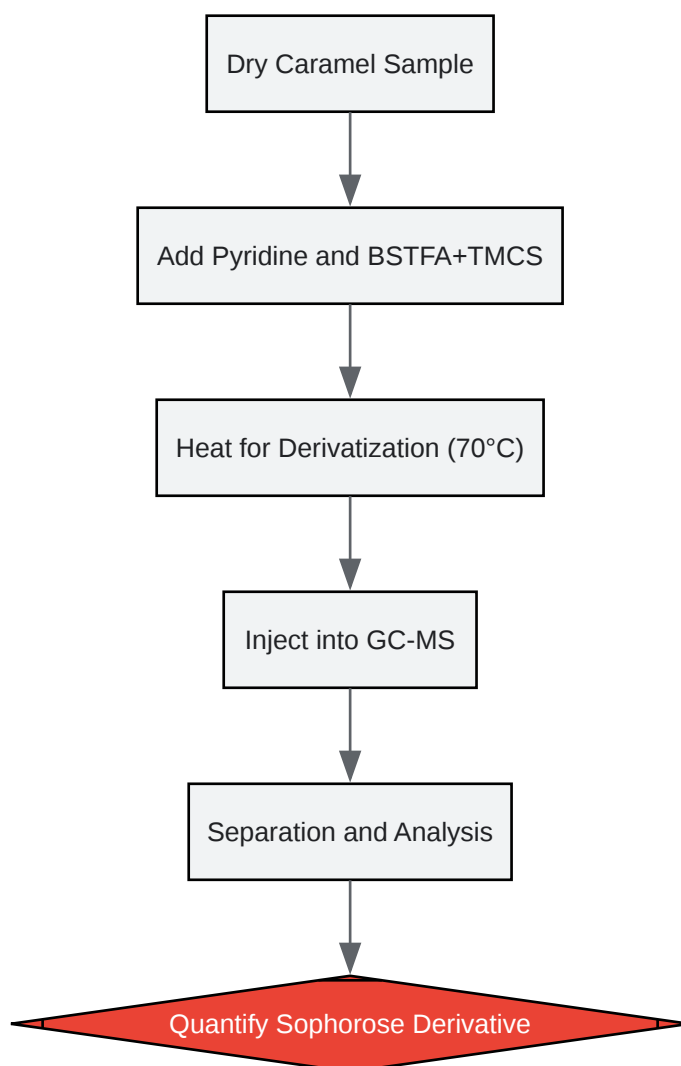 Dry Caramel Sample
Add Pyridine and BSTFA+TMCS
Heat for Derivatization (70°C)
Inject into GC-MS
Separation and Analysis
Quantify Sophorose Derivative